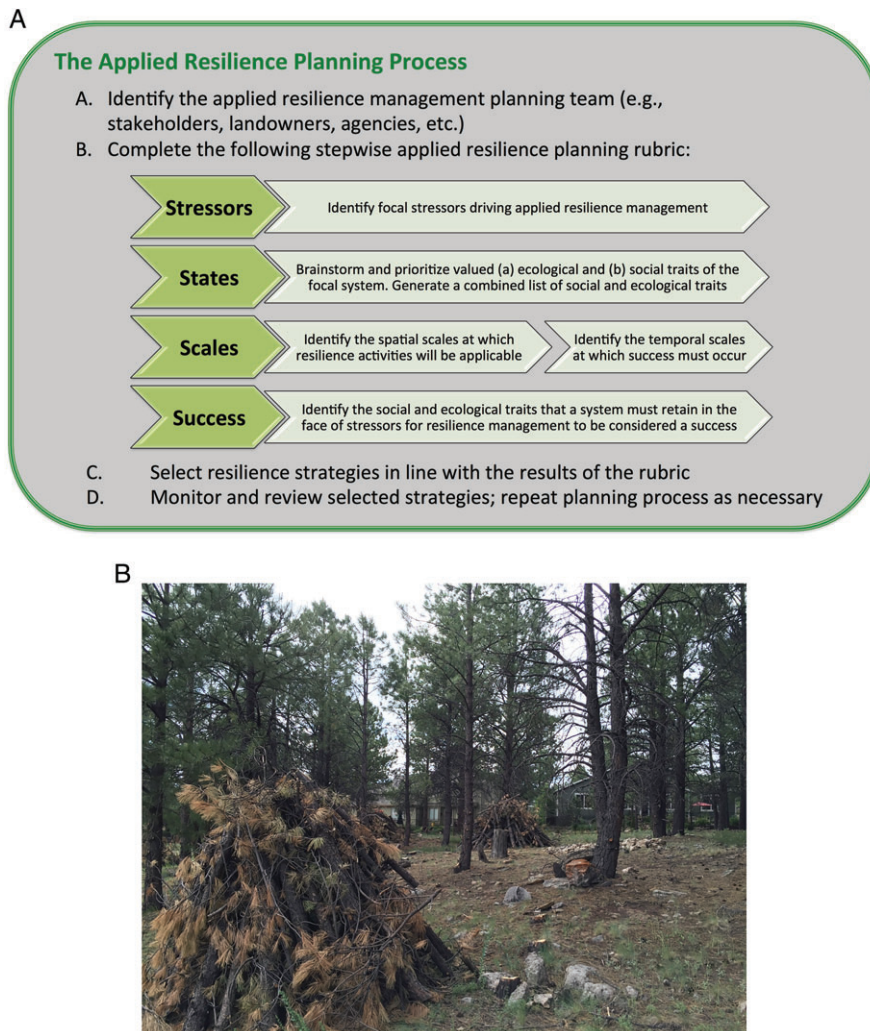 A
The Applied Resilience Planning Process
A. Identify the applied resilience management planning team (e.g.,
stakeholders, landowners, agencies, etc.)
B. Complete the following stepwise applied resilience planning rubric:
Stressors
Identify focal stressors driving applied resilience management
States
Brainstorm and prioritize valued (a) ecological and (b) social traits of the
focal system. Generate a combined list of social and ecological traits
Scales
Identify the spatial scales at which
resilience activities will be applicable
Identify the temporal scales
at which success must occur
Success
Identify the social and ecological traits that a system must retain in the
face of stressors for resilience management to be considered a success
C. Select resilience strategies in line with the results of the rubric
D. Monitor and review selected strategies; repeat planning process as necessary
B